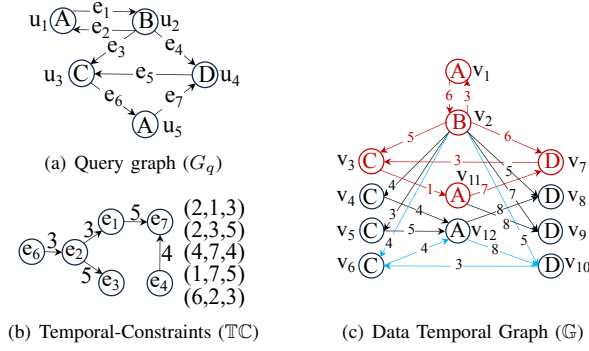 A e₁ B
u₁ e₂ u₂
e₃ e₄
u₃ C e₅ D u₄
e₆ e₇
A u₅
(a) Query graph (G_q)
e₁ 5 e₇ (2,1,3)
3 (2,3,5)
e₆ 3 e₂ 4 (4,7,4)
5 (1,7,5)
e₃ e₄ (6,2,3)
(b) Temporal-Constraints (𝕋ℂ)
A v₁
6 3
B v₂
5 6
v₃ C 3 D v₇
v₁₁
1 A 7
v₄ C 4 5 D v₈
4 7 8
v₅ C 3 5 A v₁₂ 8 D v₉
4 4 8 5
v₆ C 3 D v₁₀
(c) Data Temporal Graph (𝔾)